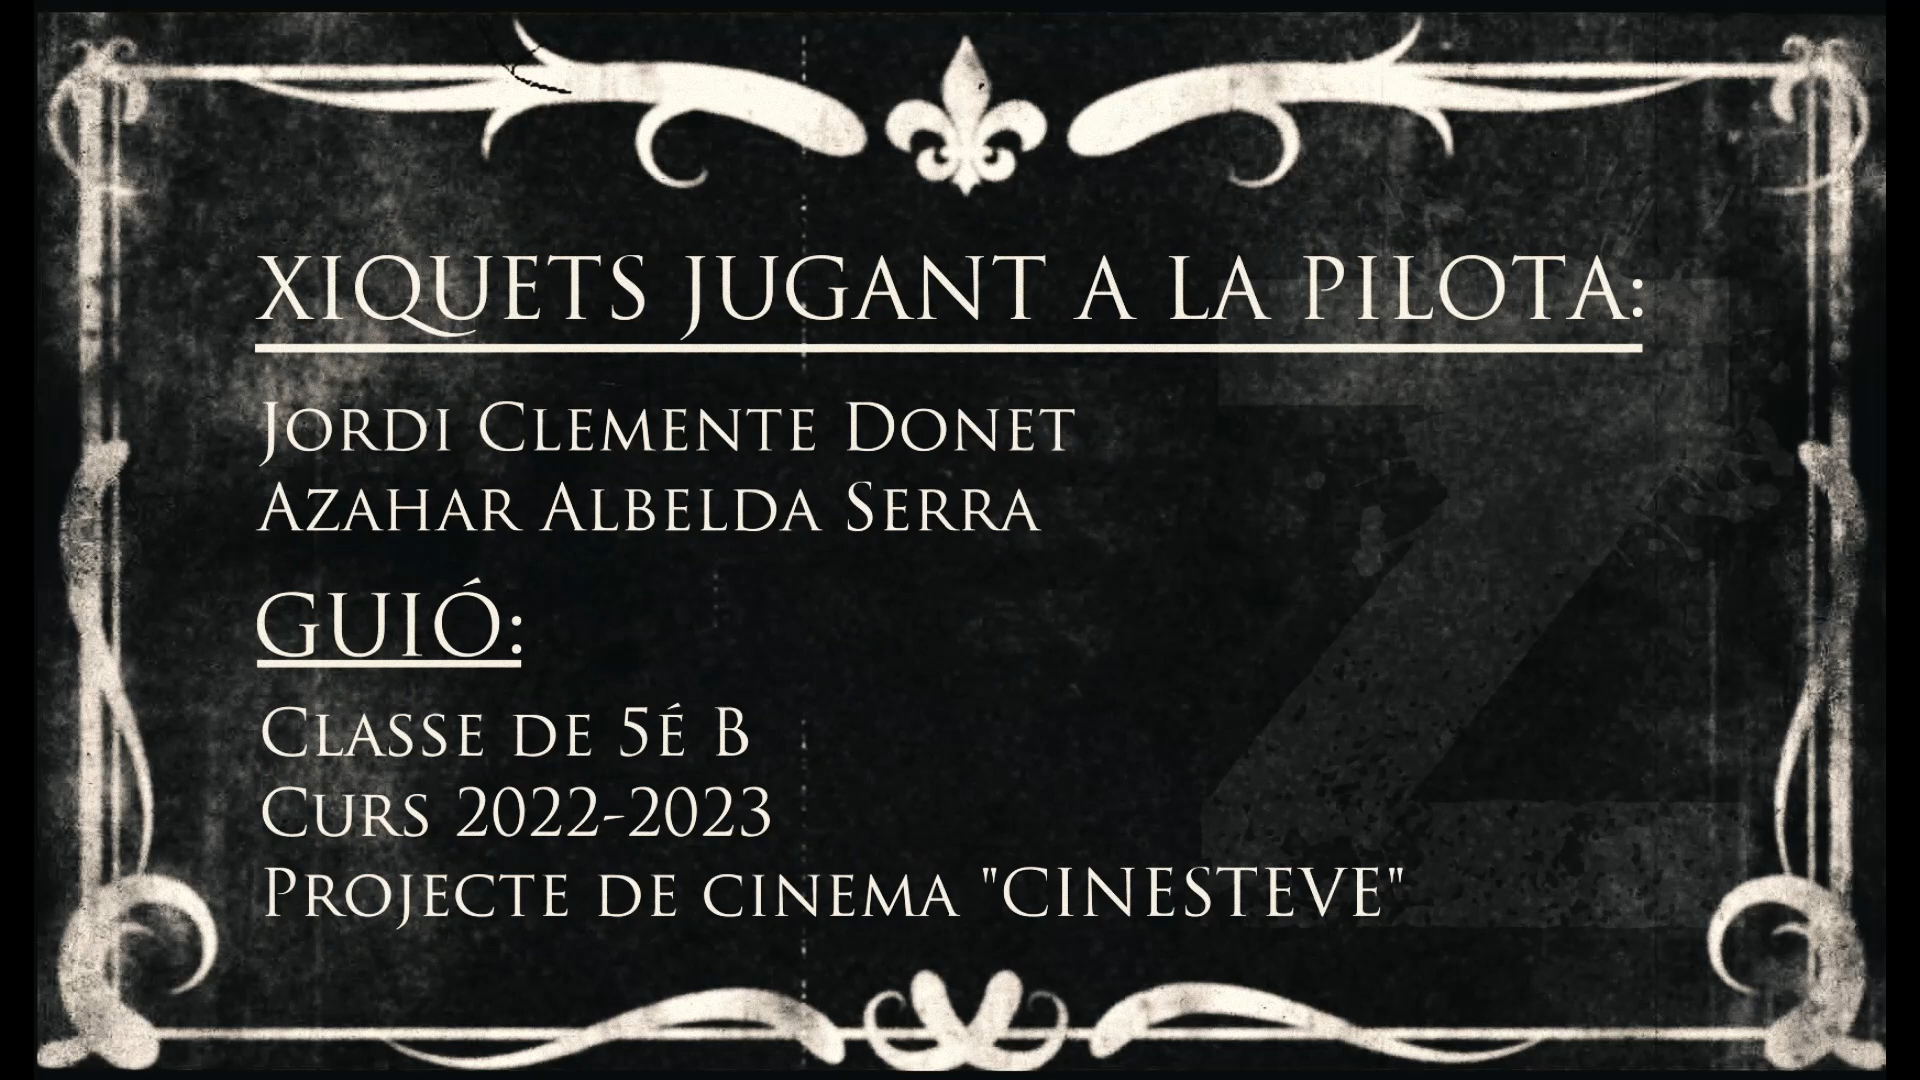 XIQUETS JUGANT A LA PILOTA:
JORDI CLEMENTE DONET
AZAHAR ALBELDA SERRA
GUIÓ:
CLASSE DE 5É B
CURS 2022-2023
PROJECTE DE CINEMA "CINESTEVE"